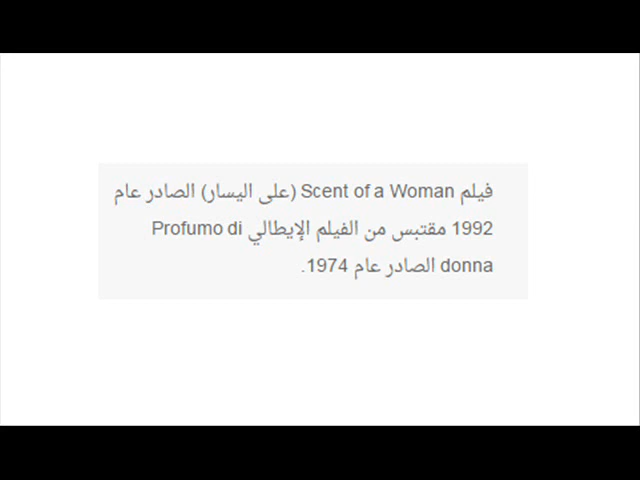 فيلم Scent of a Woman (على اليسار) الصادر عام
1992 مقتبس من الفيلم الإيطالي Profumo di
donna الصادر عام 1974.